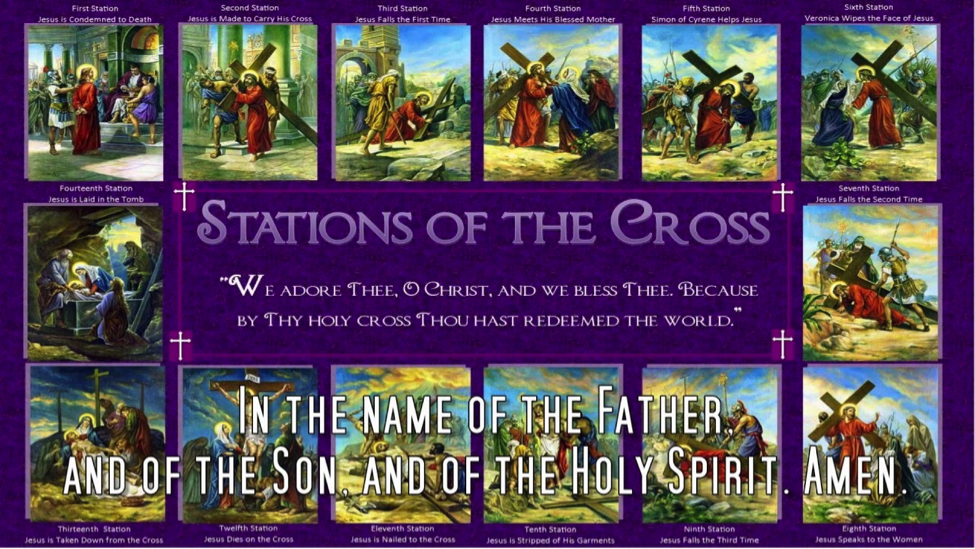 First Station
Jesus is Condemned to Death
Second Station
Jesus is Made to Carry His Cross
Third Station
Jesus Falls the First Time
Fourth Station
Jesus Meets His Blessed Mother
Fifth Station
Simon of Cyrene Helps Jesus
Sixth Station
Veronica Wipes the Face of Jesus
Fourteenth Station
Jesus is Laid in the Tomb
Stations of the Cross
"We adore Thee, O Christ, and we bless Thee. Because
by Thy holy cross Thou hast redeemed the world."
Seventh Station
Jesus Falls the Second Time
In the name of the Father,
and of the Son, and of the Holy Spirit. Amen.
Thirteenth Station
Jesus is Taken Down from the Cross
Twelfth Station
Jesus Dies on the Cross
Eleventh Station
Jesus is Nailed to the Cross
Tenth Station
Jesus is Stripped of His Garments
Ninth Station
Jesus Falls the Third Time
Eighth Station
Jesus Speaks to the Women